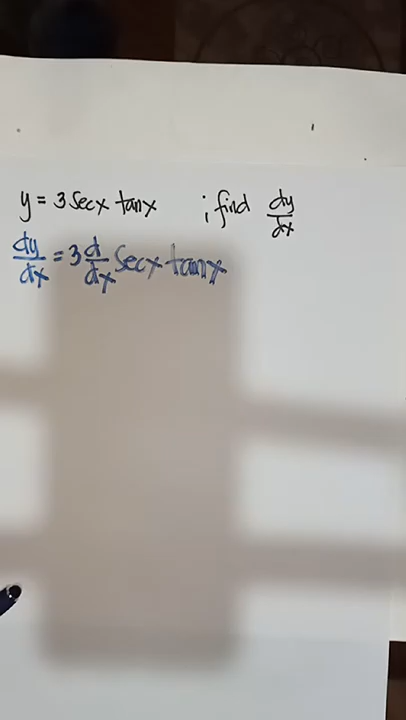 y = 3 Secx tanx ; find dy/dx
dy/dx = 3 d/dx Secx tanx